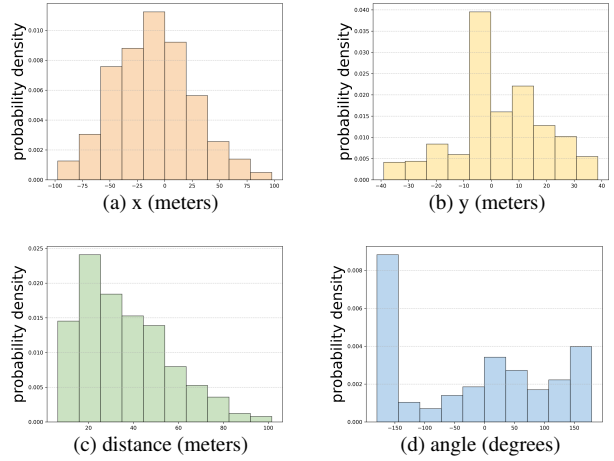 probability density
0.010
0.008
0.006
0.004
0.002
0.000
−100 −75 −50 −25 0 25 50 75 100
(a) x (meters)
probability density
0.040
0.035
0.030
0.025
0.020
0.015
0.010
0.005
0.000
−40 −30 −20 −10 0 10 20 30 40
(b) y (meters)
probability density
0.025
0.020
0.015
0.010
0.005
0.000
20 40 60 80 100
(c) distance (meters)
probability density
0.008
0.006
0.004
0.002
0.000
−150 −100 −50 0 50 100 150
(d) angle (degrees)